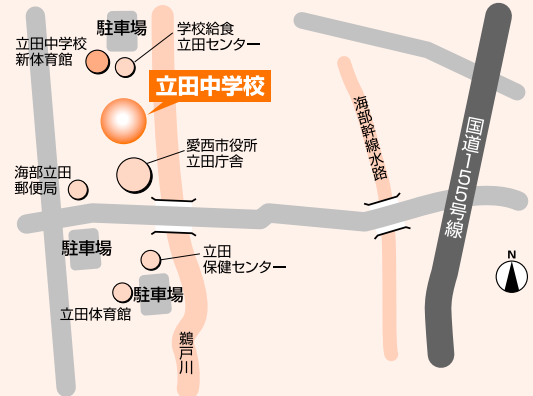 駐車場
学校給食
立田センター
立田中学校
新体育館
立田中学校
愛西市役所
立田庁舎
海部幹線水路
国道155号線
海部立田
郵便局
駐車場
立田
保健センター
N
駐車場
立田体育館
鵜戸川